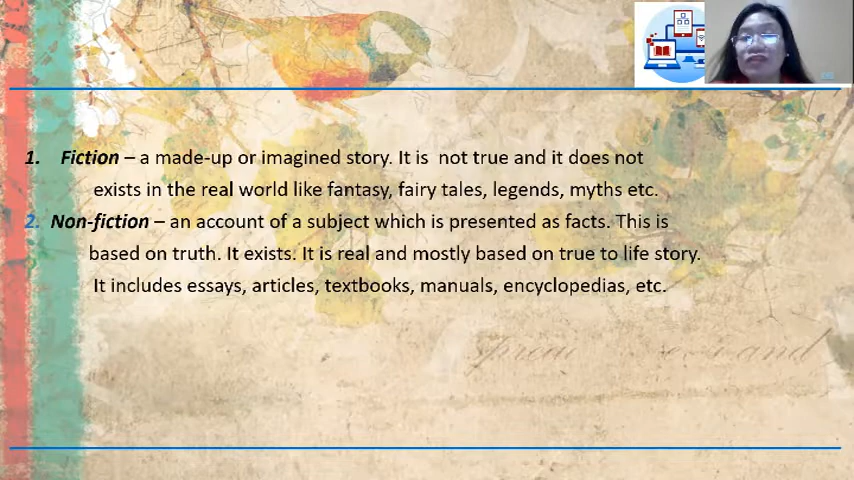 1. Fiction – a made-up or imagined story. It is not true and it does not
exists in the real world like fantasy, fairy tales, legends, myths etc.
2. Non-fiction – an account of a subject which is presented as facts. This is
based on truth. It exists. It is real and mostly based on true to life story.
It includes essays, articles, textbooks, manuals, encyclopedias, etc.
and